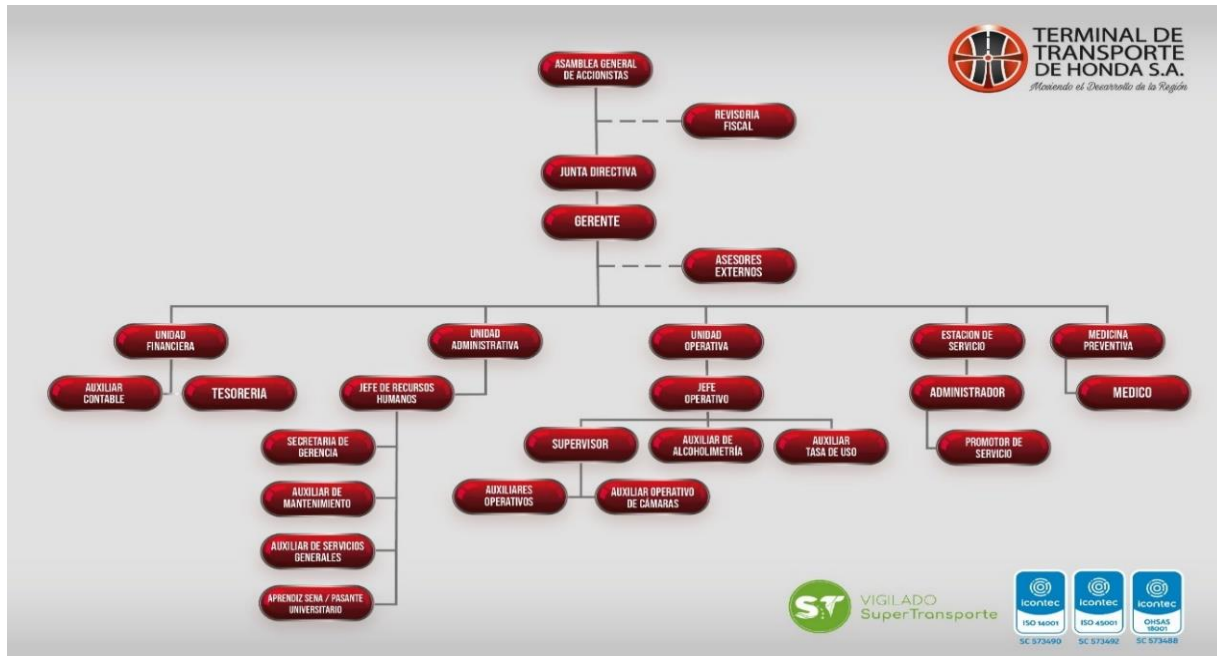 TERMINAL DE
TRANSPORTE
DE HONDA S.A.
Moviendo el Desarrollo de la Región
ASAMBLEA GENERAL
DE ACCIONISTAS
REVISORIA
FISCAL
JUNTA DIRECTIVA
GERENTE
ASESORES
EXTERNOS
UNIDAD
FINANCIERA
UNIDAD
ADMINISTRATIVA
UNIDAD
OPERATIVA
ESTACION DE
SERVICIO
MEDICINA
PREVENTIVA
AUXILIAR
CONTABLE
TESORERIA
JEFE DE RECURSOS
HUMANOS
JEFE
OPERATIVO
ADMINISTRADOR
MEDICO
SECRETARIA DE
GERENCIA
SUPERVISOR
AUXILIAR DE
ALCOHOLIMETRÍA
AUXILIAR
TASA DE USO
PROMOTOR DE
SERVICIO
AUXILIAR DE
MANTENIMIENTO
AUXILIARES
OPERATIVOS
AUXILIAR OPERATIVO
DE CÁMARAS
AUXILIAR DE SERVICIOS
GENERALES
APRENDIZ SENA / PASANTE
UNIVERSITARIO
ST
VIGILADO
SuperTransporte
icontec
ISO 14001
SC 573490
icontec
ISO 45001
SC 573492
icontec
OHSAS
18001
SC 573488